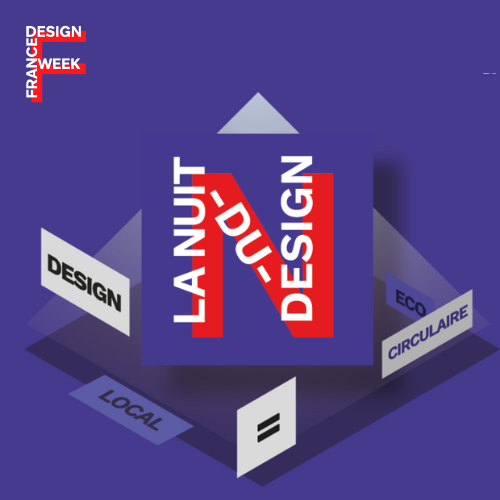 DESIGN
FRANCE
WEEK
LA NUIT
-DU-
DESIGN
DESIGN
ECO
CIRCULAIRE
LOCAL
=